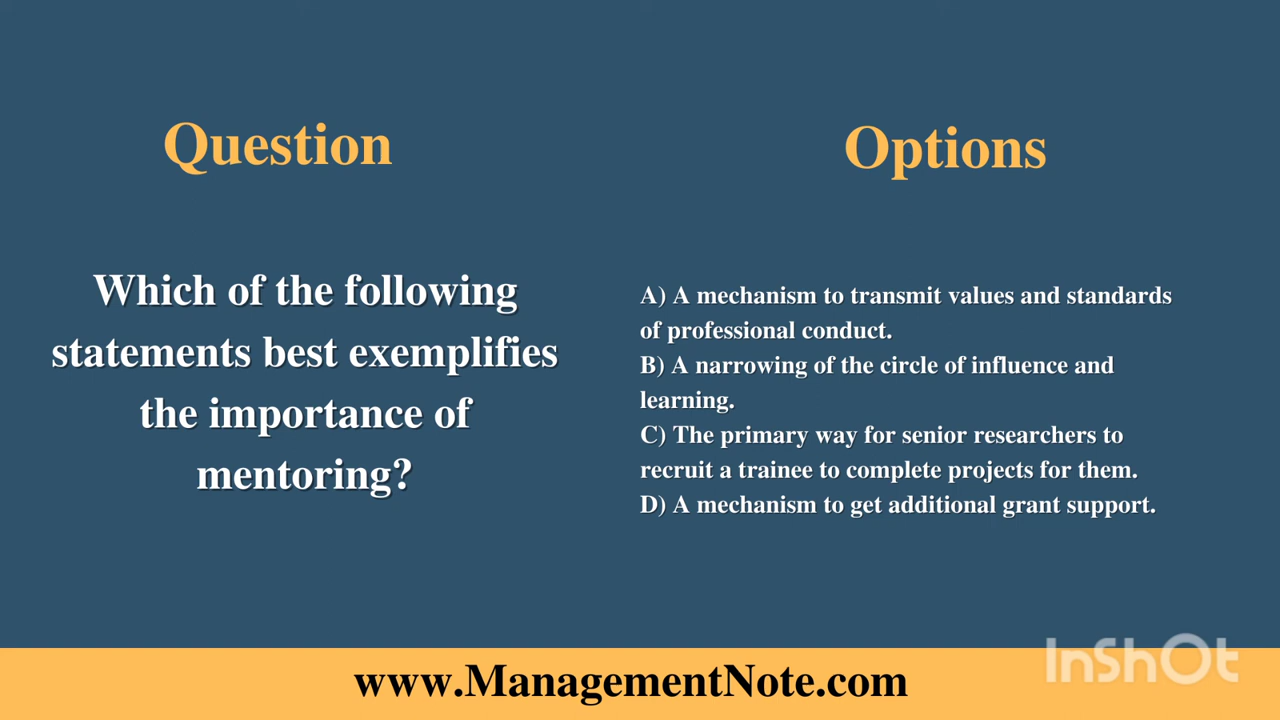 Question
Which of the following
statements best exemplifies
the importance of
mentoring?
Options
A) A mechanism to transmit values and standards
of professional conduct.
B) A narrowing of the circle of influence and
learning.
C) The primary way for senior researchers to
recruit a trainee to complete projects for them.
D) A mechanism to get additional grant support.
www.ManagementNote.com
InShOt